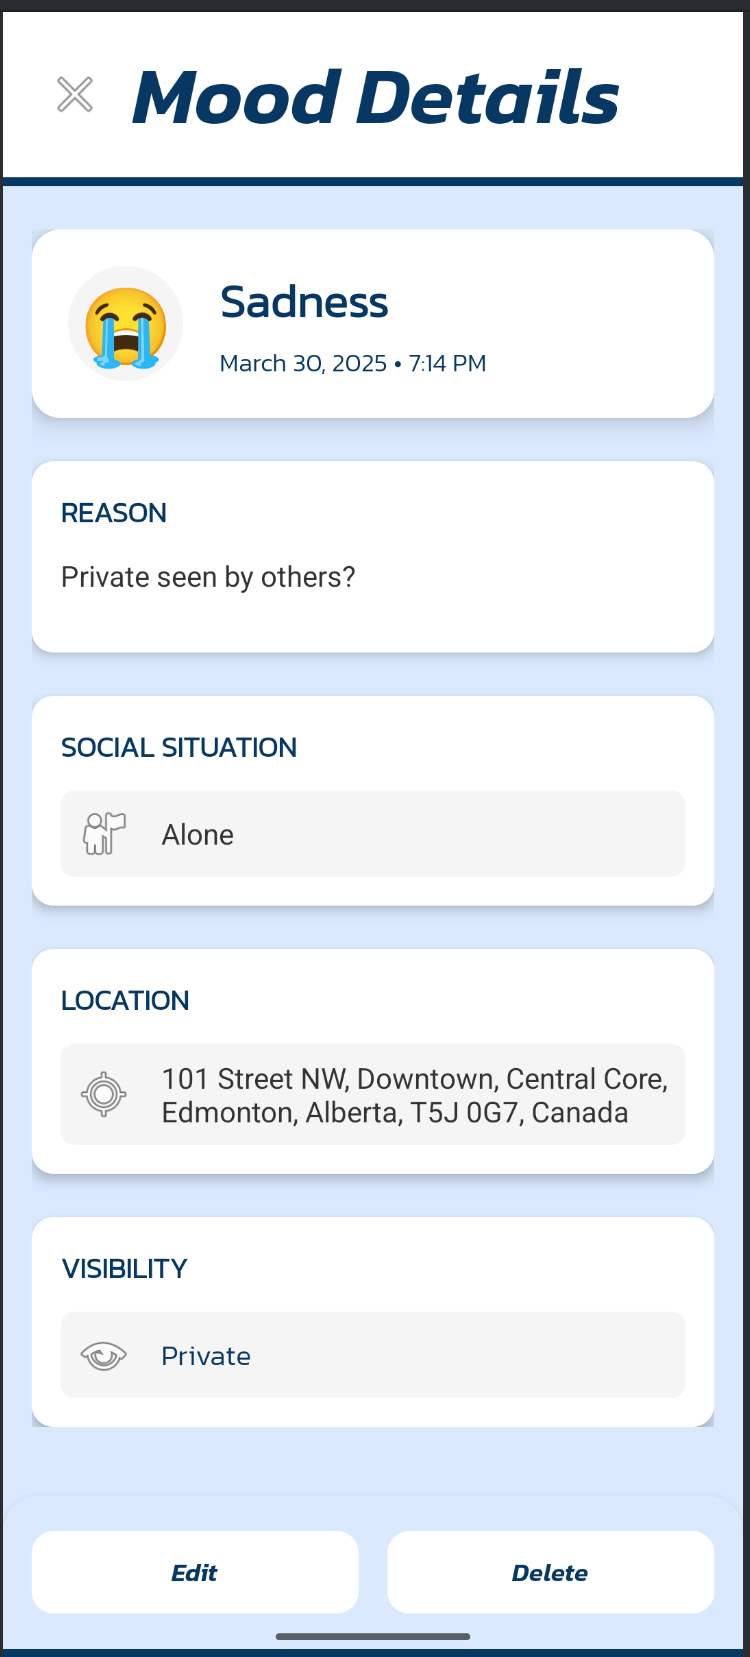 Mood Details
Sadness
March 30, 2025 • 7:14 PM
REASON
Private seen by others?
SOCIAL SITUATION
Alone
LOCATION
101 Street NW, Downtown, Central Core,
Edmonton, Alberta, T5J 0G7, Canada
VISIBILITY
Private
Edit
Delete